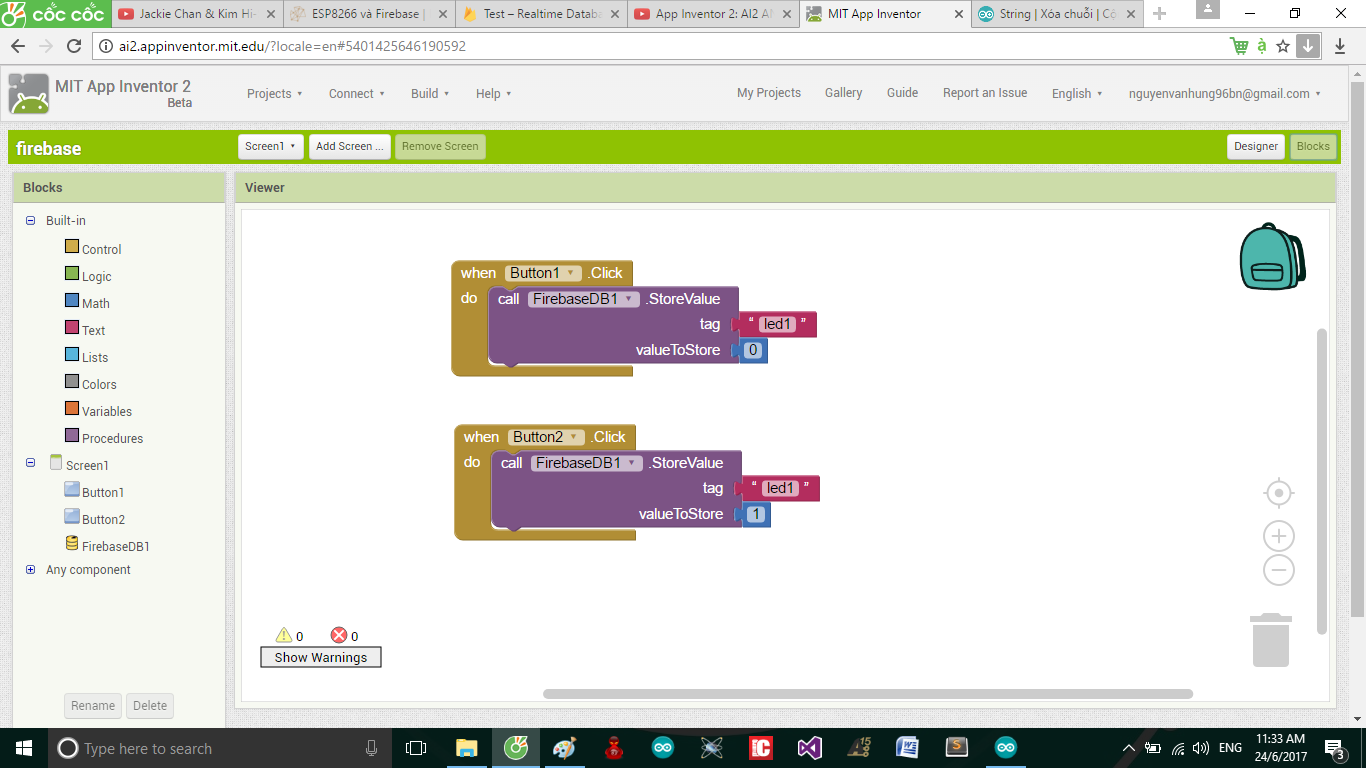 cốc cốc
Jackie Chan & Kim Hi-
ESP8266 và Firebase |
Test – Realtime Databa
App Inventor 2: AI2 A
MIT App Inventor
String | Xóa chuỗi | Cô
ai2.appinventor.mit.edu/?locale=en#5401425646190592
MIT App Inventor 2
Beta
Projects
Connect
Build
Help
My Projects
Gallery
Guide
Report an Issue
English
nguyenvanhung96bn@gmail.com
firebase
Screen1
Add Screen ...
Remove Screen
Designer
Blocks
Blocks
Built-in
Control
Logic
Math
Text
Lists
Colors
Variables
Procedures
Screen1
Button1
Button2
FirebaseDB1
Any component
Rename
Delete
Viewer
when Button1 .Click
do call FirebaseDB1 .StoreValue
tag “ led1 ”
valueToStore 0
when Button2 .Click
do call FirebaseDB1 .StoreValue
tag “ led1 ”
valueToStore 1
0 0
Show Warnings
Type here to search
ENG
11:33 AM
24/6/2017
3